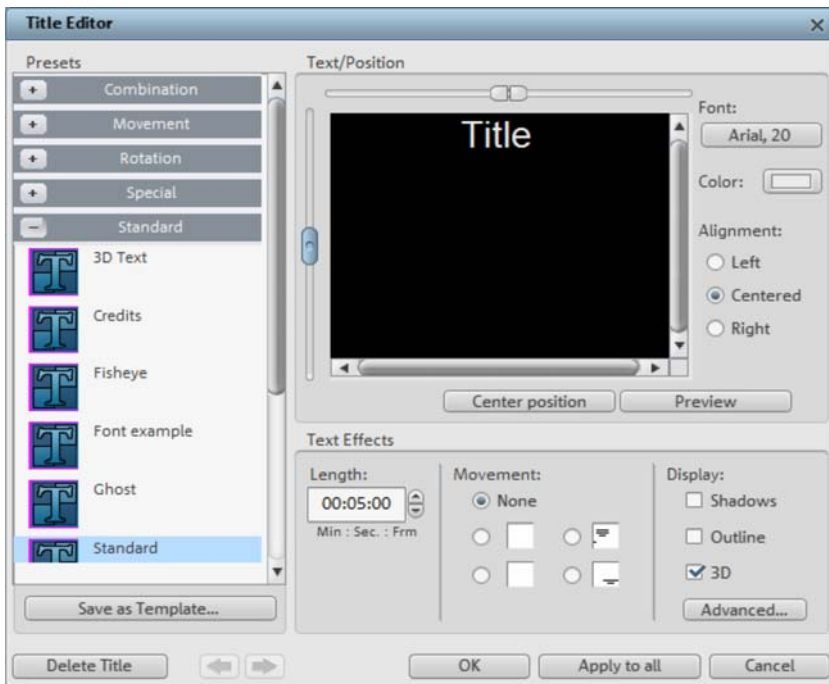 Title Editor
Presets
Combination
Movement
Rotation
Special
Standard
3D Text
Credits
Fisheye
Font example
Ghost
Standard
Save as Template...
Text/Position
Title
Font:
Arial, 20
Color:
Alignment:
Left
Centered
Right
Center position
Preview
Text Effects
Length:
00:05:00
Min : Sec. : Frm
Movement:
None
Display:
Shadows
Outline
3D
Advanced...
Delete Title
OK
Apply to all
Cancel